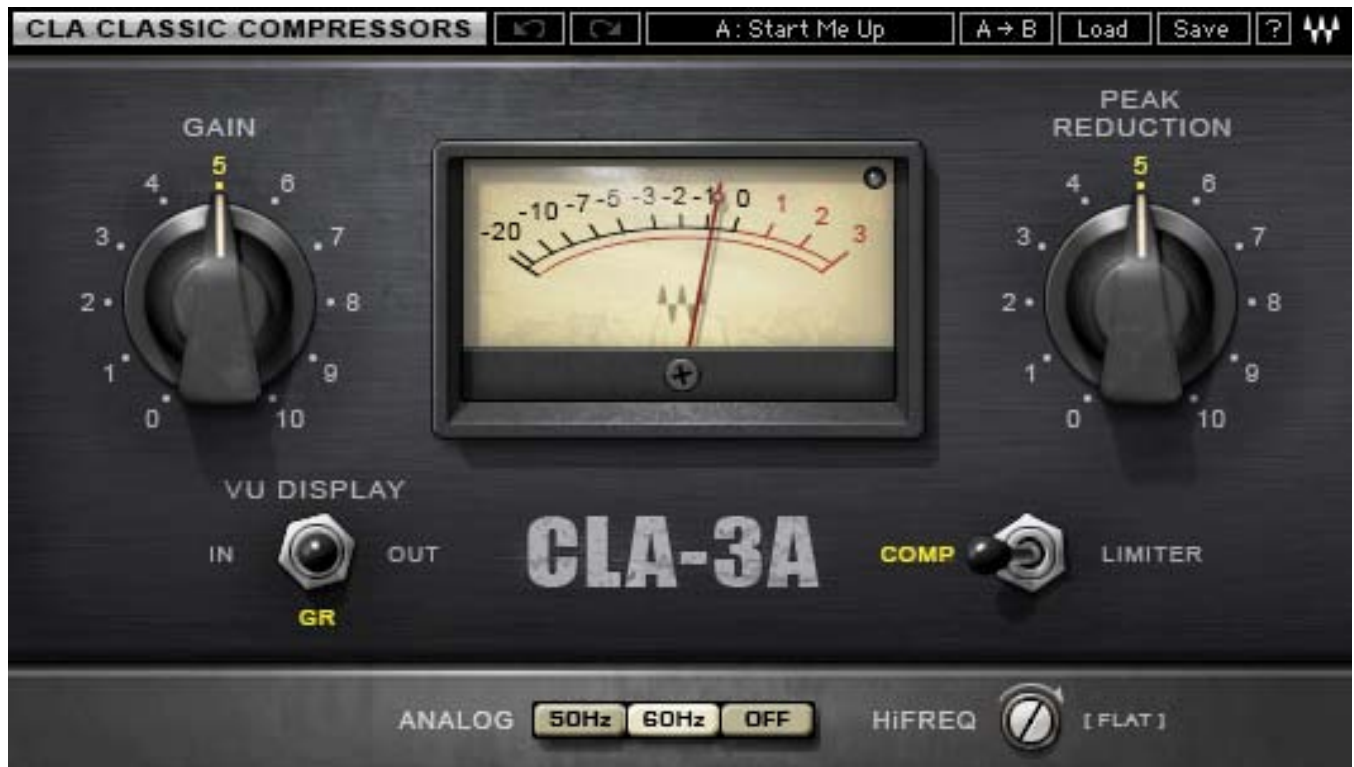 CLA CLASSIC COMPRESSORS A : Start Me Up A→B Load Save ?
GAIN
0 1 2 3 4 5 6 7 8 9 10
-20 -10 -7 -5 -3 -2 -1 0 1 2 3
PEAK
REDUCTION
0 1 2 3 4 5 6 7 8 9 10
VU DISPLAY
IN OUT
GR
CLA-3A
COMP LIMITER
ANALOG 50Hz 60Hz OFF HiFREQ [ FLAT ]